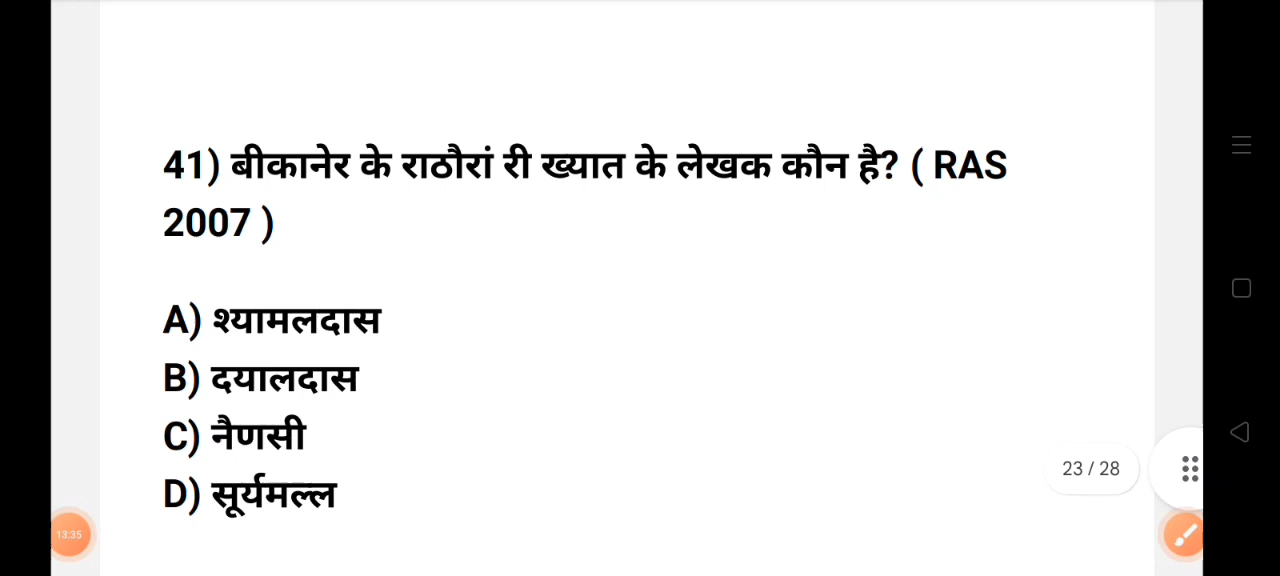 41) बीकानेर के राठौरां री ख्यात के लेखक कौन है? ( RAS
2007 )
A) श्यामलदास
B) दयालदास
C) नैणसी
D) सूर्यमल्ल
23 / 28
13:35